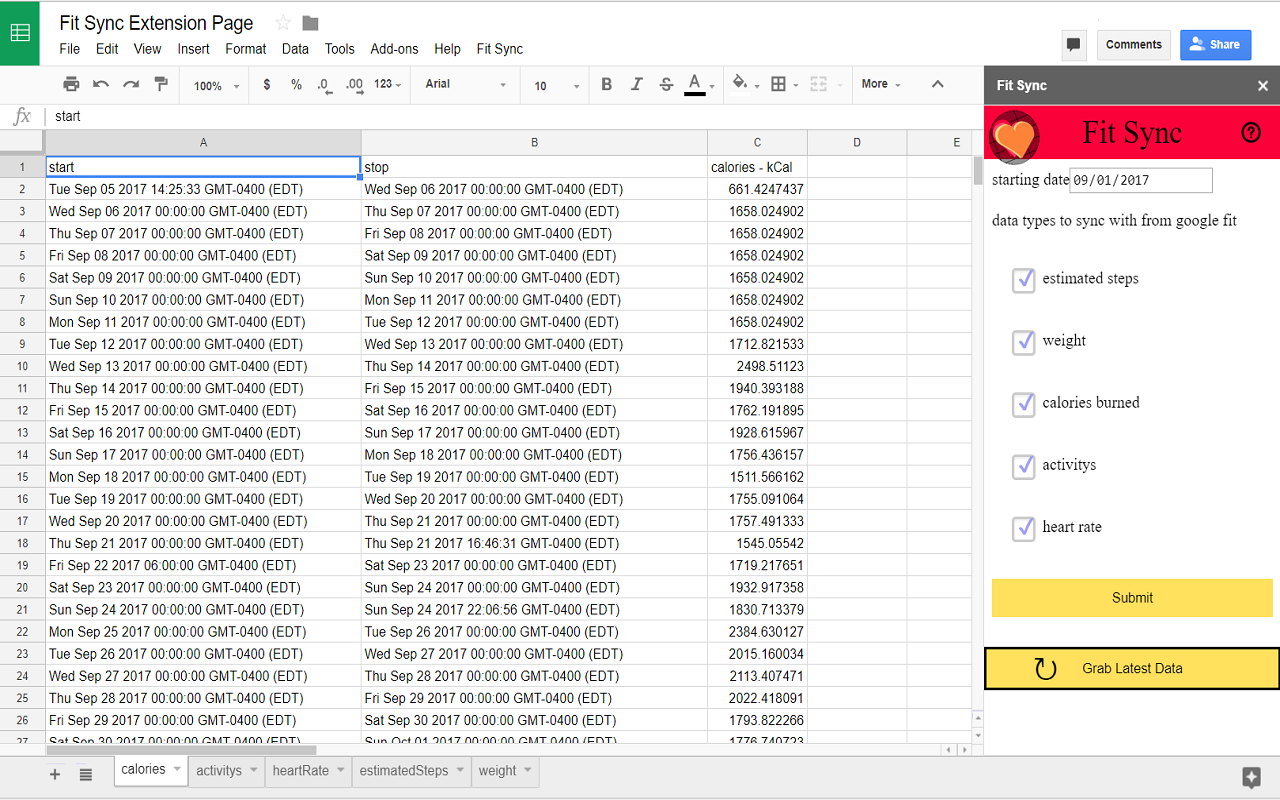 Fit Sync Extension Page
File Edit View Insert Format Data Tools Add-ons Help Fit Sync
Comments
Share
100% $ % .0 .00 123 Arial 10 B I S A More
Fit Sync ×
fx start
Fit Sync
A B C D E
1 start stop calories - kCal
2 Tue Sep 05 2017 14:25:33 GMT-0400 (EDT) Wed Sep 06 2017 00:00:00 GMT-0400 (EDT) 661.4247437
3 Wed Sep 06 2017 00:00:00 GMT-0400 (EDT) Thu Sep 07 2017 00:00:00 GMT-0400 (EDT) 1658.024902
4 Thu Sep 07 2017 00:00:00 GMT-0400 (EDT) Fri Sep 08 2017 00:00:00 GMT-0400 (EDT) 1658.024902
5 Fri Sep 08 2017 00:00:00 GMT-0400 (EDT) Sat Sep 09 2017 00:00:00 GMT-0400 (EDT) 1658.024902
6 Sat Sep 09 2017 00:00:00 GMT-0400 (EDT) Sun Sep 10 2017 00:00:00 GMT-0400 (EDT) 1658.024902
7 Sun Sep 10 2017 00:00:00 GMT-0400 (EDT) Mon Sep 11 2017 00:00:00 GMT-0400 (EDT) 1658.024902
8 Mon Sep 11 2017 00:00:00 GMT-0400 (EDT) Tue Sep 12 2017 00:00:00 GMT-0400 (EDT) 1658.024902
9 Tue Sep 12 2017 00:00:00 GMT-0400 (EDT) Wed Sep 13 2017 00:00:00 GMT-0400 (EDT) 1712.821533
10 Wed Sep 13 2017 00:00:00 GMT-0400 (EDT) Thu Sep 14 2017 00:00:00 GMT-0400 (EDT) 2498.51123
11 Thu Sep 14 2017 00:00:00 GMT-0400 (EDT) Fri Sep 15 2017 00:00:00 GMT-0400 (EDT) 1940.393188
12 Fri Sep 15 2017 00:00:00 GMT-0400 (EDT) Sat Sep 16 2017 00:00:00 GMT-0400 (EDT) 1762.191895
13 Sat Sep 16 2017 00:00:00 GMT-0400 (EDT) Sun Sep 17 2017 00:00:00 GMT-0400 (EDT) 1928.615967
14 Sun Sep 17 2017 00:00:00 GMT-0400 (EDT) Mon Sep 18 2017 00:00:00 GMT-0400 (EDT) 1756.436157
15 Mon Sep 18 2017 00:00:00 GMT-0400 (EDT) Tue Sep 19 2017 00:00:00 GMT-0400 (EDT) 1511.566162
16 Tue Sep 19 2017 00:00:00 GMT-0400 (EDT) Wed Sep 20 2017 00:00:00 GMT-0400 (EDT) 1755.091064
17 Wed Sep 20 2017 00:00:00 GMT-0400 (EDT) Thu Sep 21 2017 00:00:00 GMT-0400 (EDT) 1757.491333
18 Thu Sep 21 2017 00:00:00 GMT-0400 (EDT) Thu Sep 21 2017 16:46:31 GMT-0400 (EDT) 1545.05542
19 Fri Sep 22 2017 06:00:00 GMT-0400 (EDT) Sat Sep 23 2017 00:00:00 GMT-0400 (EDT) 1719.217651
20 Sat Sep 23 2017 00:00:00 GMT-0400 (EDT) Sun Sep 24 2017 00:00:00 GMT-0400 (EDT) 1932.917358
21 Sun Sep 24 2017 00:00:00 GMT-0400 (EDT) Sun Sep 24 2017 22:06:56 GMT-0400 (EDT) 1830.713379
22 Mon Sep 25 2017 00:00:00 GMT-0400 (EDT) Tue Sep 26 2017 00:00:00 GMT-0400 (EDT) 2384.630127
23 Tue Sep 26 2017 00:00:00 GMT-0400 (EDT) Wed Sep 27 2017 00:00:00 GMT-0400 (EDT) 2015.160034
24 Wed Sep 27 2017 00:00:00 GMT-0400 (EDT) Thu Sep 28 2017 00:00:00 GMT-0400 (EDT) 2113.407471
25 Thu Sep 28 2017 00:00:00 GMT-0400 (EDT) Fri Sep 29 2017 00:00:00 GMT-0400 (EDT) 2022.418091
26 Fri Sep 29 2017 00:00:00 GMT-0400 (EDT) Sat Sep 30 2017 00:00:00 GMT-0400 (EDT) 1793.822266
27 Sat Sep 30 2017 00:00:00 GMT-0400 (EDT) Sun Oct 01 2017 00:00:00 GMT-0400 (EDT) 1776.740723
starting date 09/01/2017
data types to sync with from google fit
estimated steps
weight
calories burned
activitys
heart rate
Submit
Grab Latest Data
calories activitys heartRate estimatedSteps weight